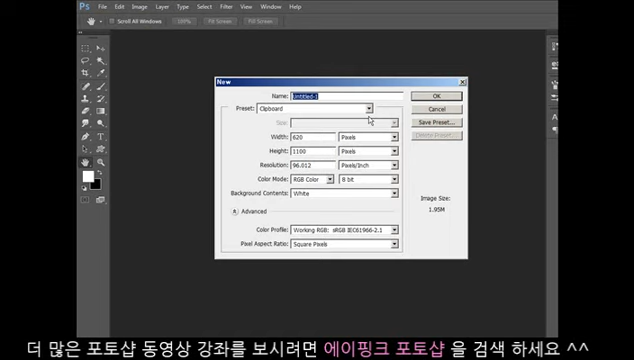 Ps File Edit Image Layer Type Select Filter View Window Help
Scroll All Windows 100% Fit Screen Fill Screen
New
Name: Untitled-1
OK
Preset: Clipboard
Cancel
Size:
Save Preset...
Width: 620 Pixels
Delete Preset...
Height: 1100 Pixels
Resolution: 96.012 Pixels/Inch
Color Mode: RGB Color 8 bit
Background Contents: White
Image Size:
1.95M
Advanced
Color Profile: Working RGB: sRGB IEC61966-2.1
Pixel Aspect Ratio: Square Pixels
더 많은 포토샵 동영상 강좌를 보시려면 에이핑크 포토샵 을 검색 하세요 ^^